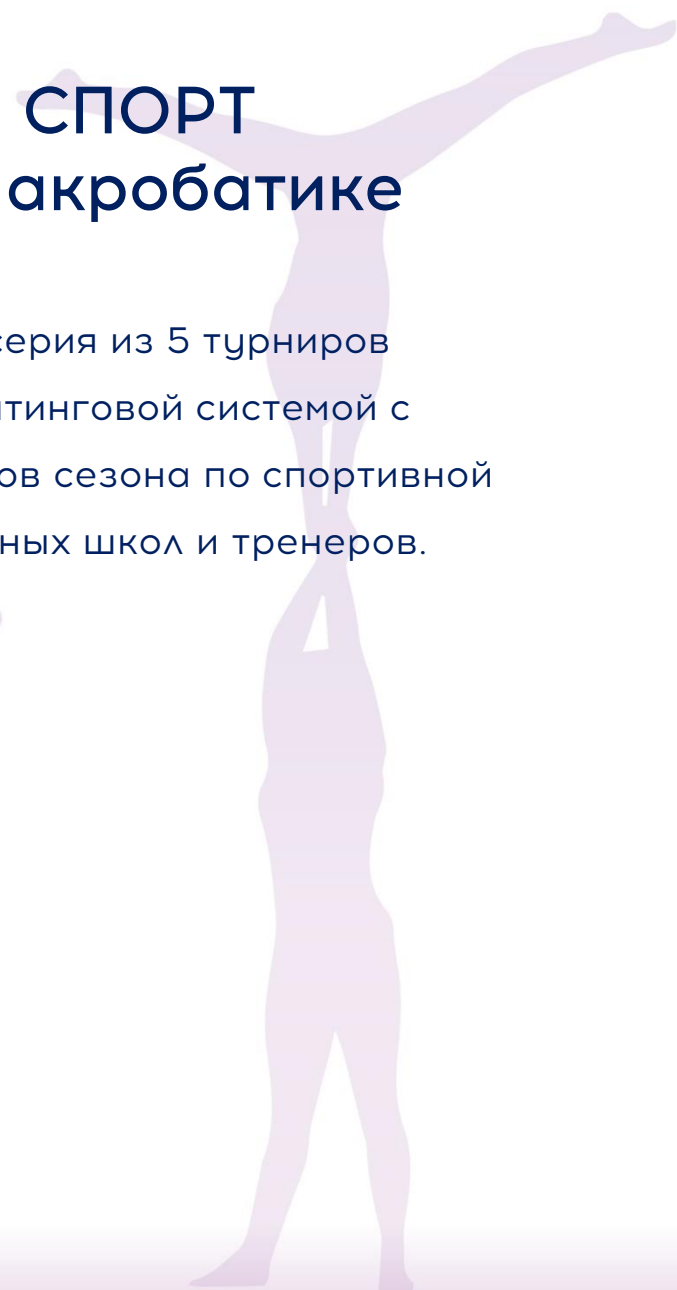 СПОРТ
акробатике
серия из 5 турниров
тинговой системой с
ов сезона по спортивной
ных школ и тренеров.